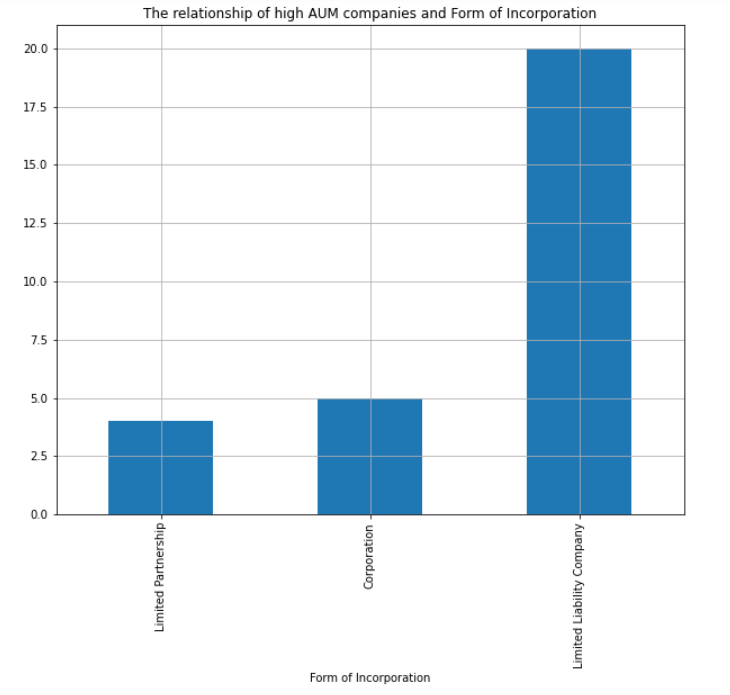 The relationship of high AUM companies and Form of Incorporation
20.0
17.5
15.0
12.5
10.0
7.5
5.0
2.5
0.0
Limited Partnership
Corporation
Limited Liability Company
Form of Incorporation